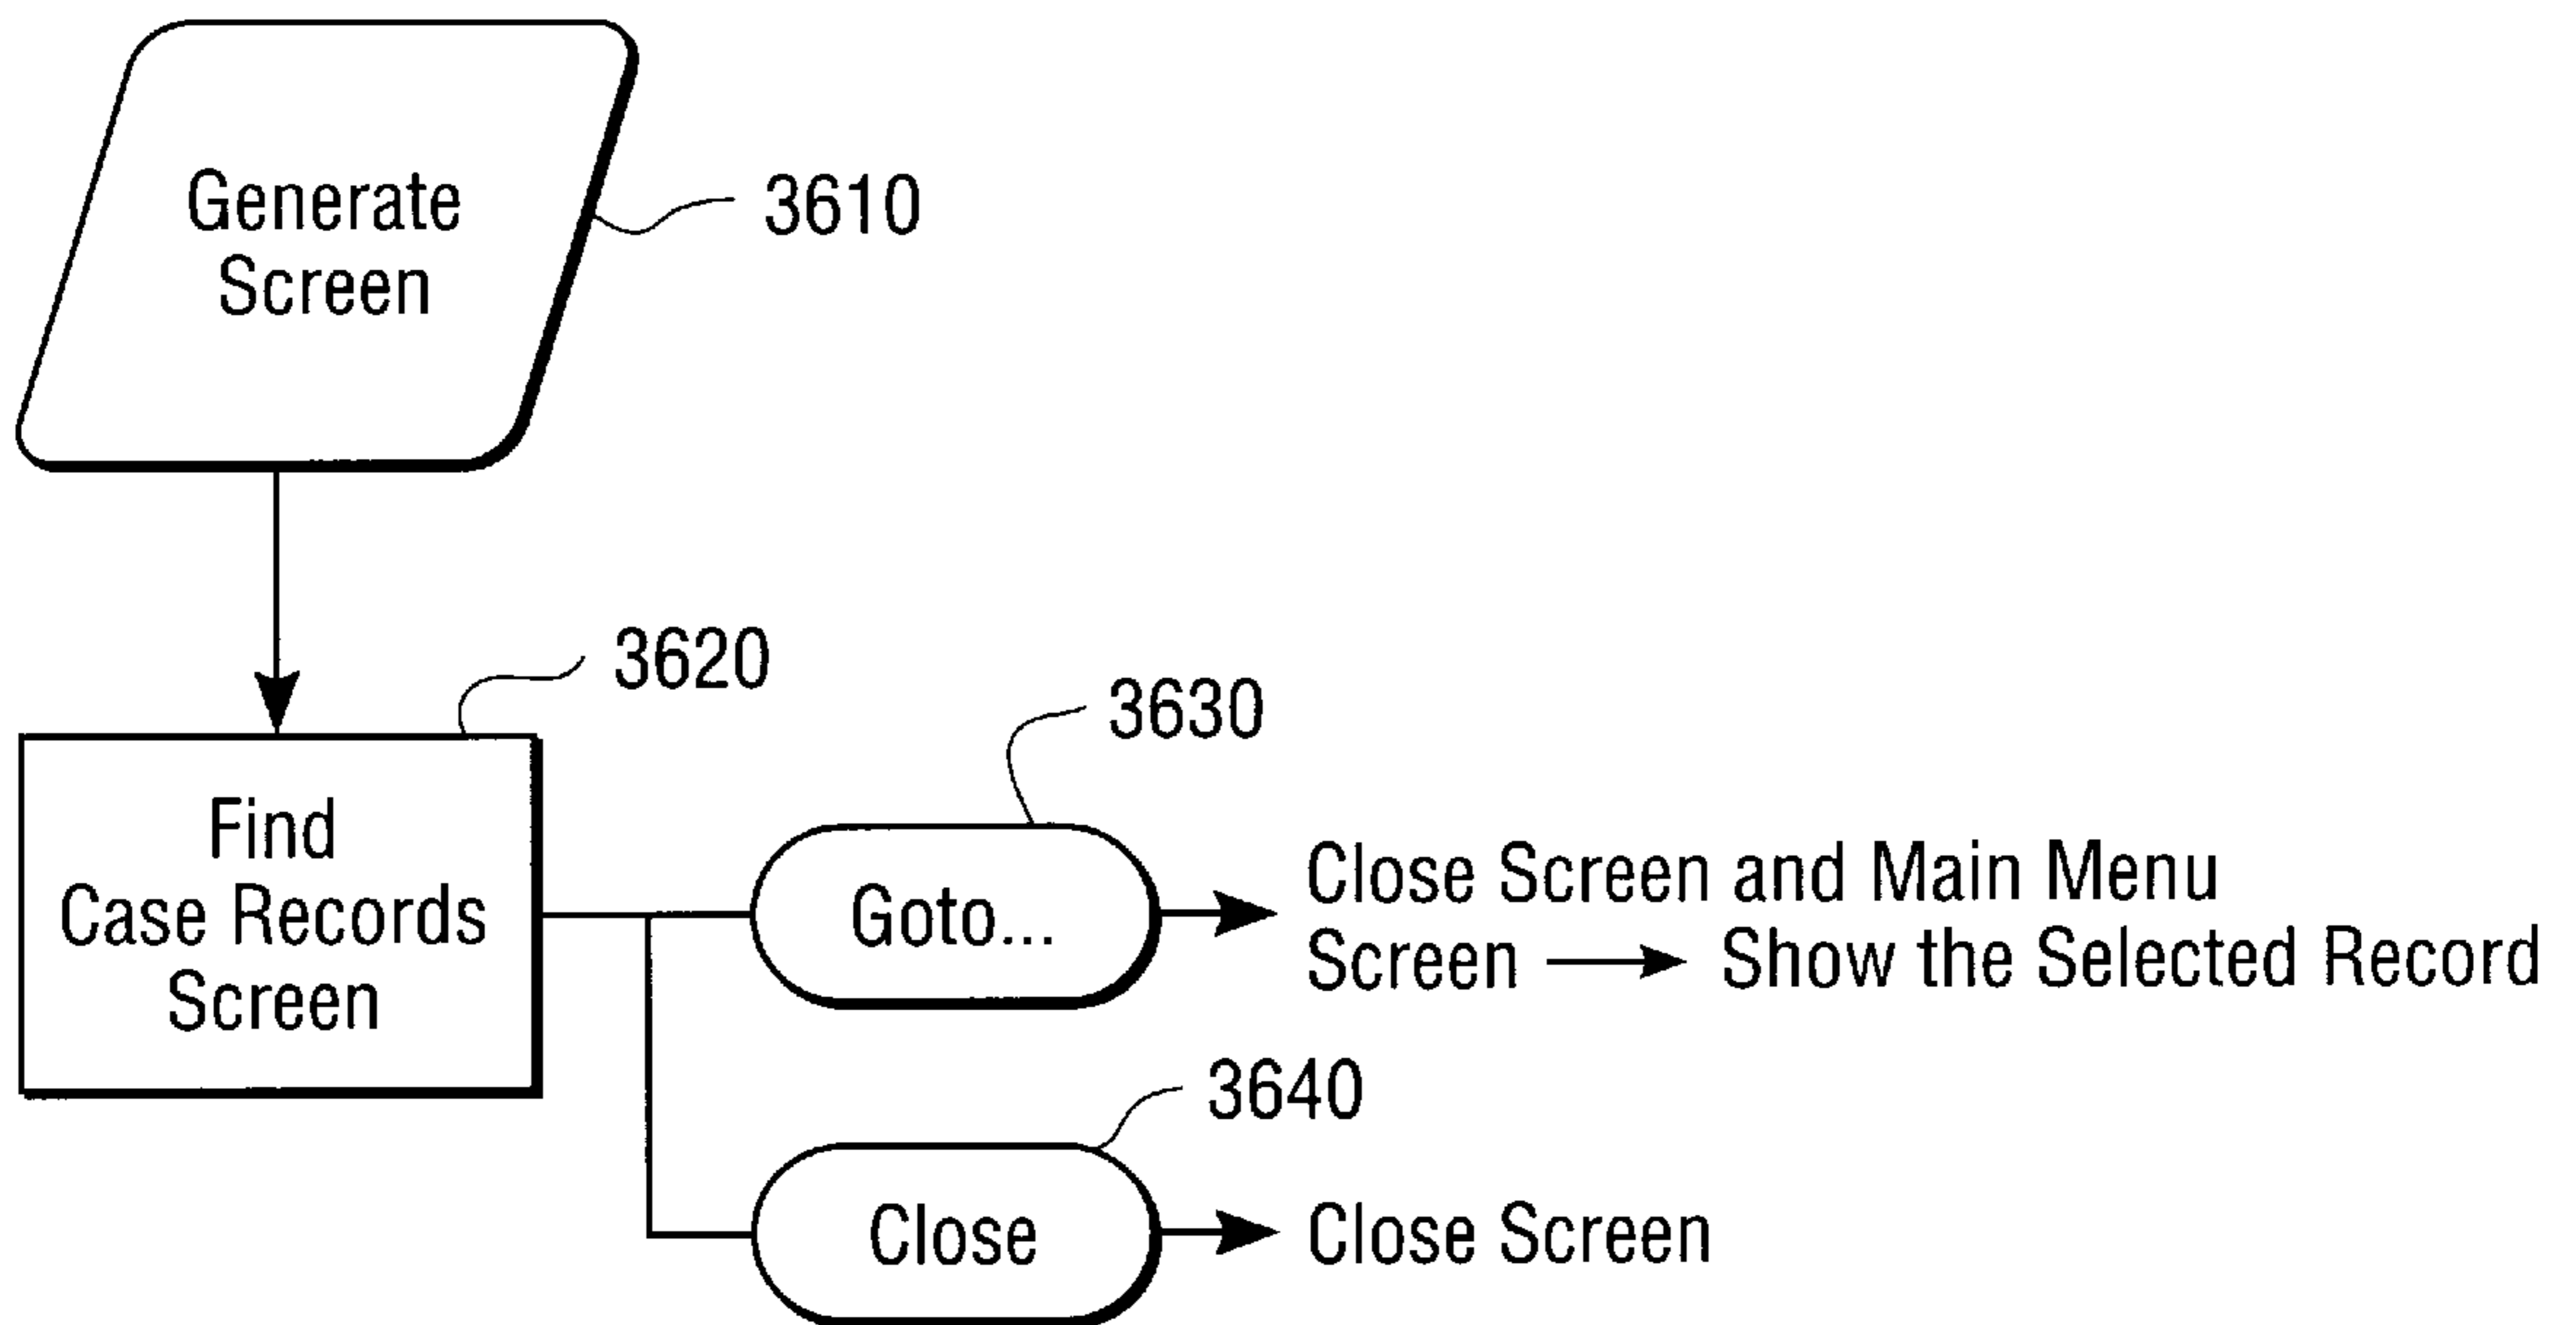 Generate
Screen
3610
3620
Find
Case Records
Screen
3630
Goto...
Close Screen and Main Menu
Screen → Show the Selected Record
3640
Close
Close Screen